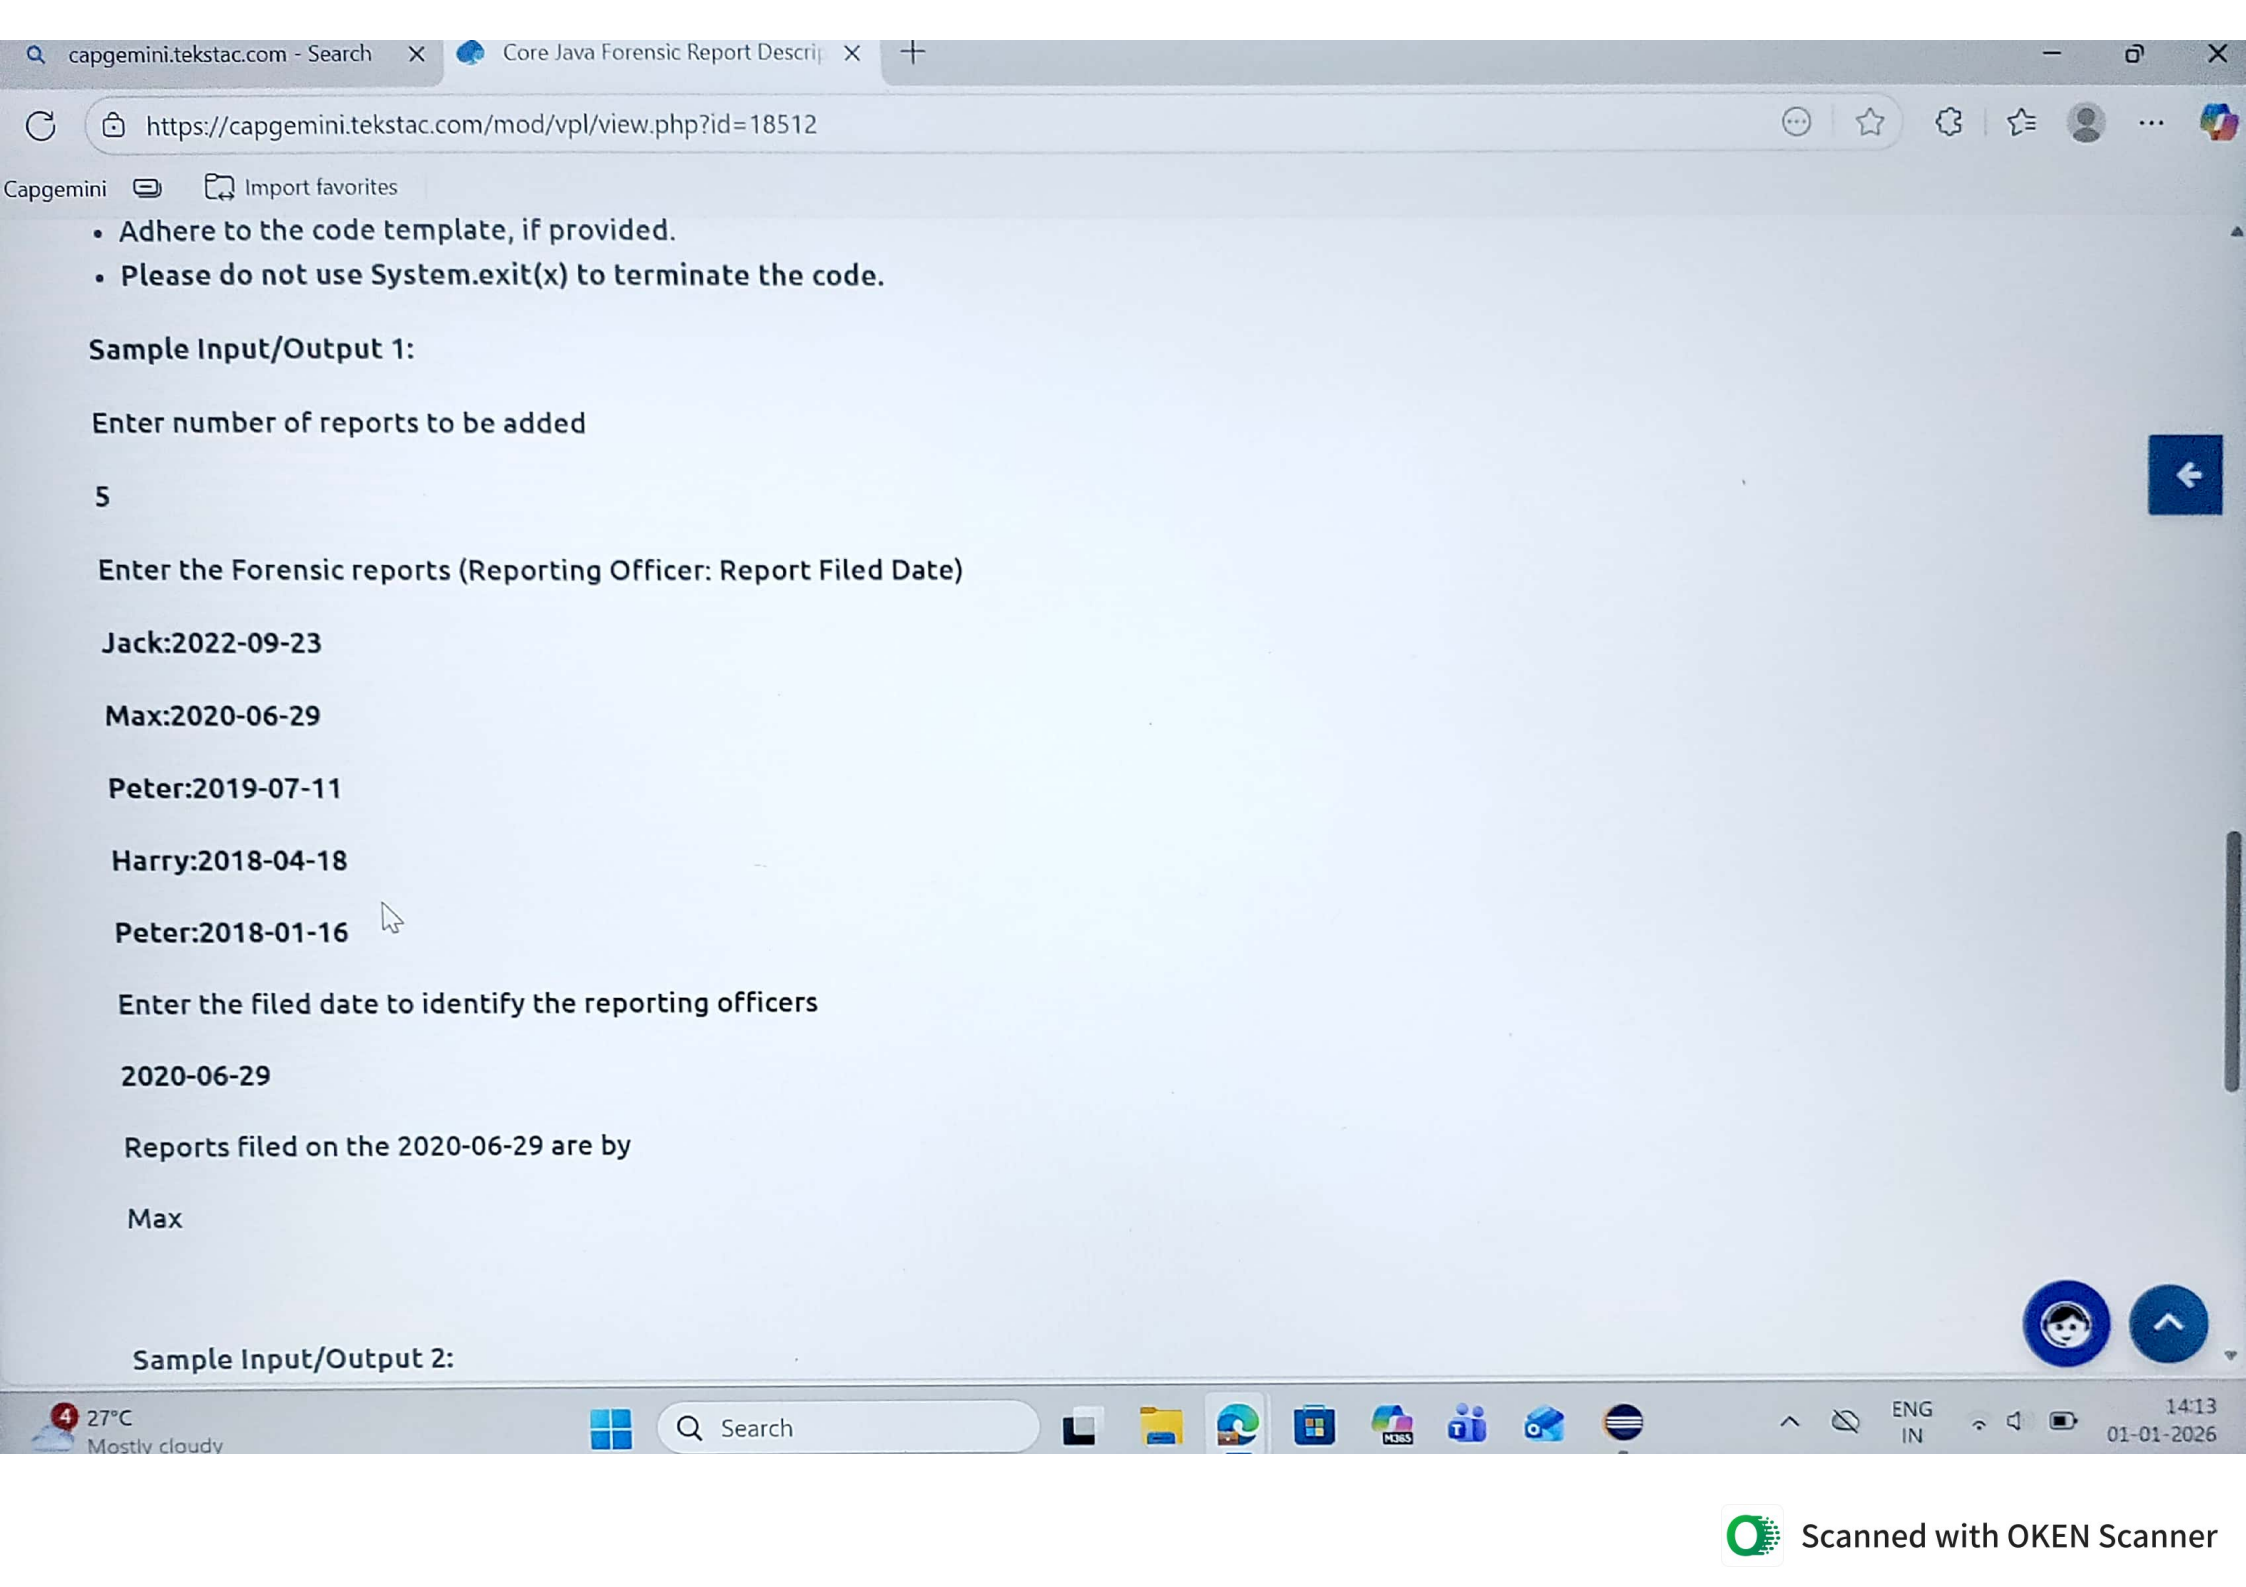 capgemini.tekstac.com - Search
Core Java Forensic Report Descrip
https://capgemini.tekstac.com/mod/vpl/view.php?id=18512
Capgemini
Import favorites
• Adhere to the code template, if provided.
• Please do not use System.exit(x) to terminate the code.
Sample Input/Output 1:
Enter number of reports to be added
5
Enter the Forensic reports (Reporting Officer: Report Filed Date)
Jack:2022-09-23
Max:2020-06-29
Peter:2019-07-11
Harry:2018-04-18
Peter:2018-01-16
Enter the filed date to identify the reporting officers
2020-06-29
Reports filed on the 2020-06-29 are by
Max
Sample Input/Output 2:
4
27°C
Mostly cloudy
Search
M365
T
ENG
IN
14:13
01-01-2026
Scanned with OKEN Scanner